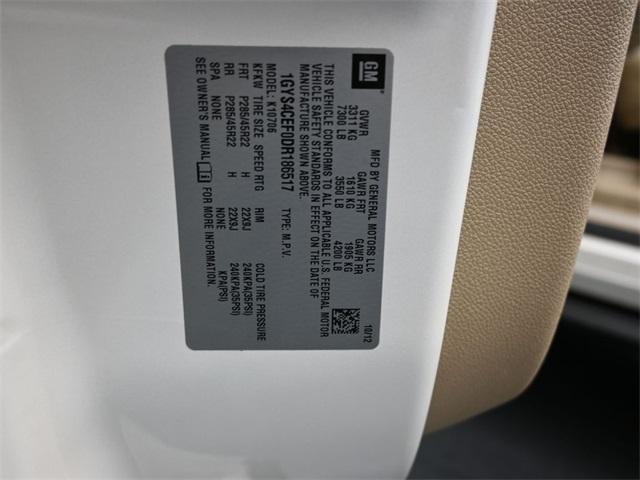 GM
MFD BY GENERAL MOTORS LLC 10/12
GVWR GAWR FRT GAWR RR
3311 KG 1610 KG 1905 KG
7300 LB 3550 LB 4200 LB
THIS VEHICLE CONFORMS TO ALL APPLICABLE U.S. FEDERAL MOTOR
VEHICLE SAFETY STANDARDS IN EFFECT ON THE DATE OF
MANUFACTURE SHOWN ABOVE.
1GYS4CEF0DR186517 TYPE: M.P.V.
MODEL: K10706
KFKW TIRE SIZE SPEED RTG RIM COLD TIRE PRESSURE
FRT P285/45R22 H 22X9J 240KPA(35PSI)
RR P285/45R22 H 22X9J 240KPA(35PSI)
SPA NONE NONE KPA(PSI)
SEE OWNER'S MANUAL FOR MORE INFORMATION.